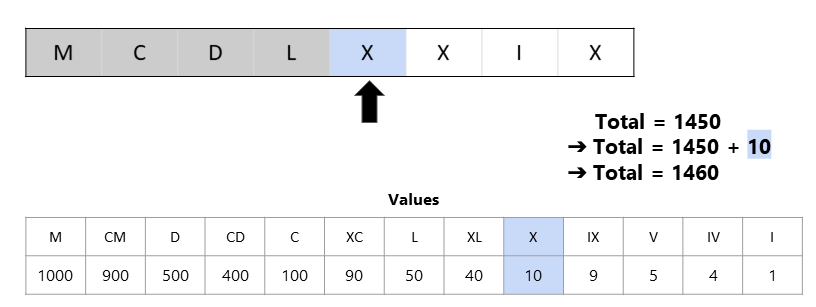 M C D L X X I X
Total = 1450
➔ Total = 1450 + 10
➔ Total = 1460
Values
M CM D CD C XC L XL X IX V IV I
1000 900 500 400 100 90 50 40 10 9 5 4 1